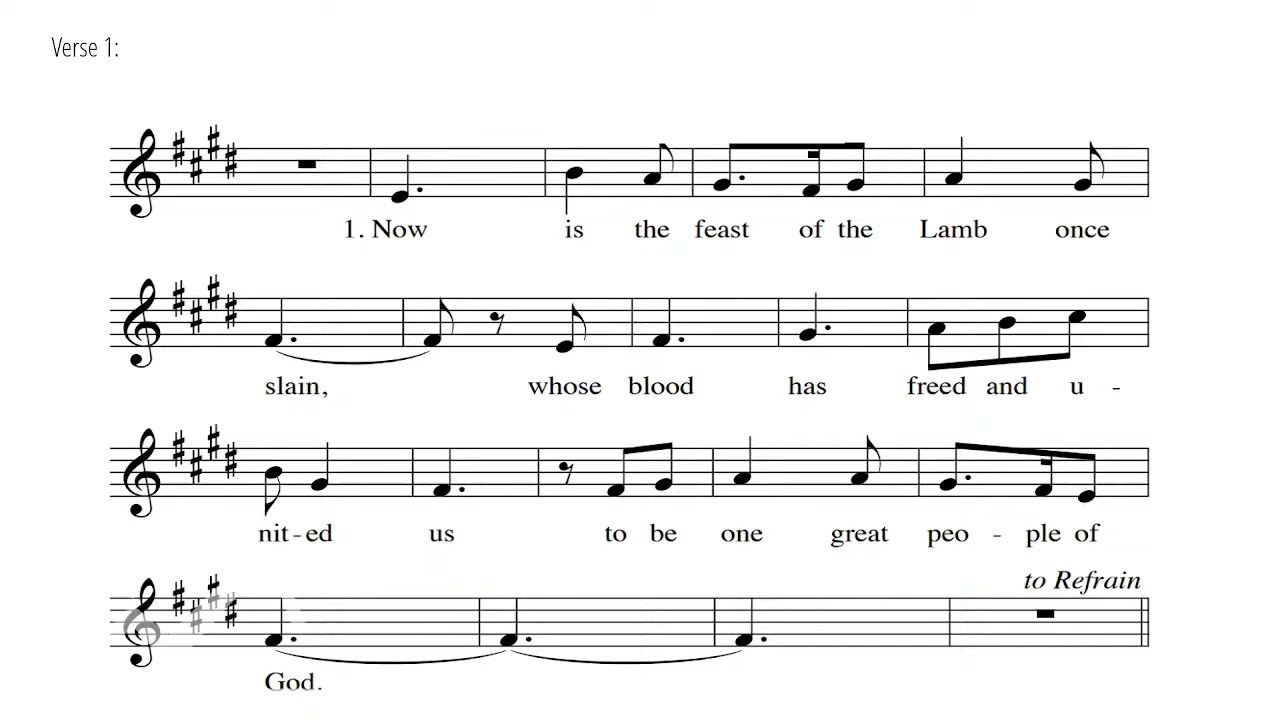 Verse 1:
1. Now is the feast of the Lamb once
slain, whose blood has freed and u -
nit - ed us to be one great peo - ple of
to Refrain
God.